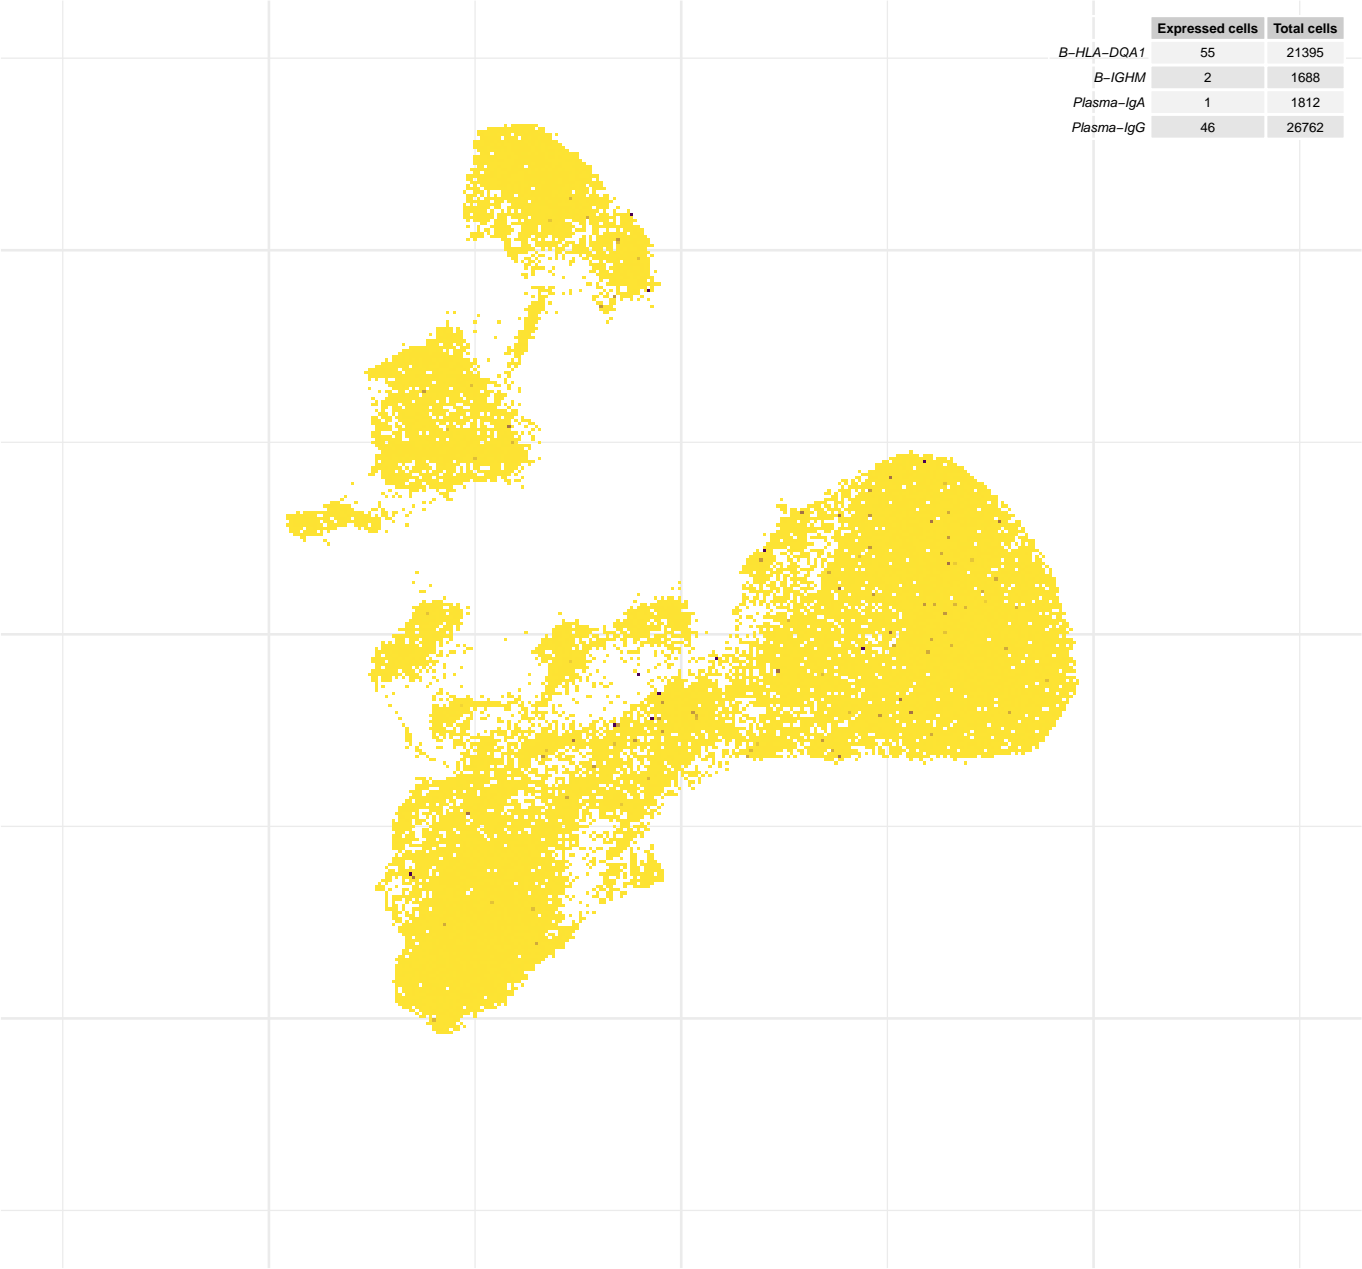 Expressed cells Total cells
B−HLA−DQA1 55 21395
B−IGHM 2 1688
Plasma−IgA 1 1812
Plasma−IgG 46 26762